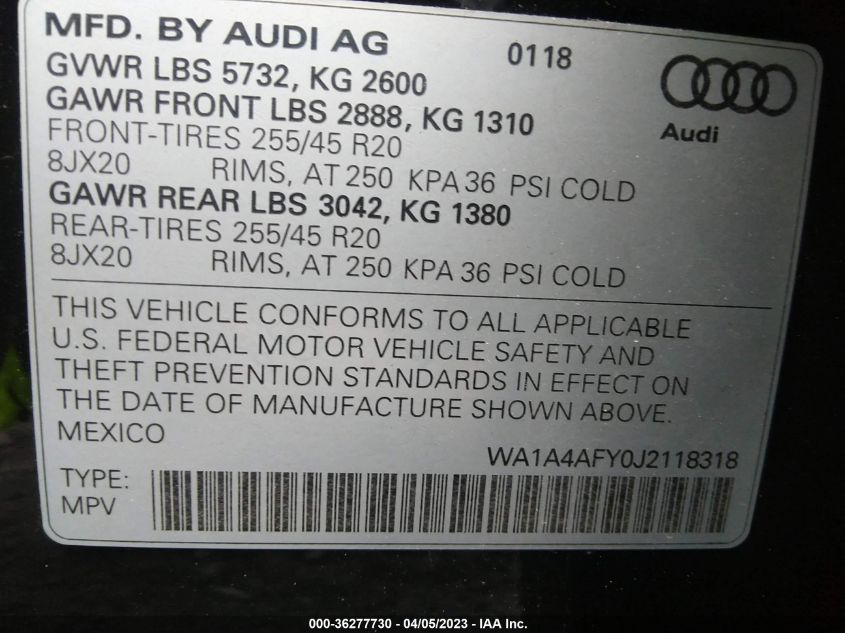 MFD. BY AUDI AG 0118
GVWR LBS 5732, KG 2600
GAWR FRONT LBS 2888, KG 1310
Audi
FRONT-TIRES 255/45 R20
8JX20 RIMS, AT 250 KPA 36 PSI COLD
GAWR REAR LBS 3042, KG 1380
REAR-TIRES 255/45 R20
8JX20 RIMS, AT 250 KPA 36 PSI COLD
THIS VEHICLE CONFORMS TO ALL APPLICABLE
U.S. FEDERAL MOTOR VEHICLE SAFETY AND
THEFT PREVENTION STANDARDS IN EFFECT ON
THE DATE OF MANUFACTURE SHOWN ABOVE.
MEXICO
WA1A4AFY0J2118318
TYPE:
MPV
000-36277730 - 04/05/2023 - IAA Inc.